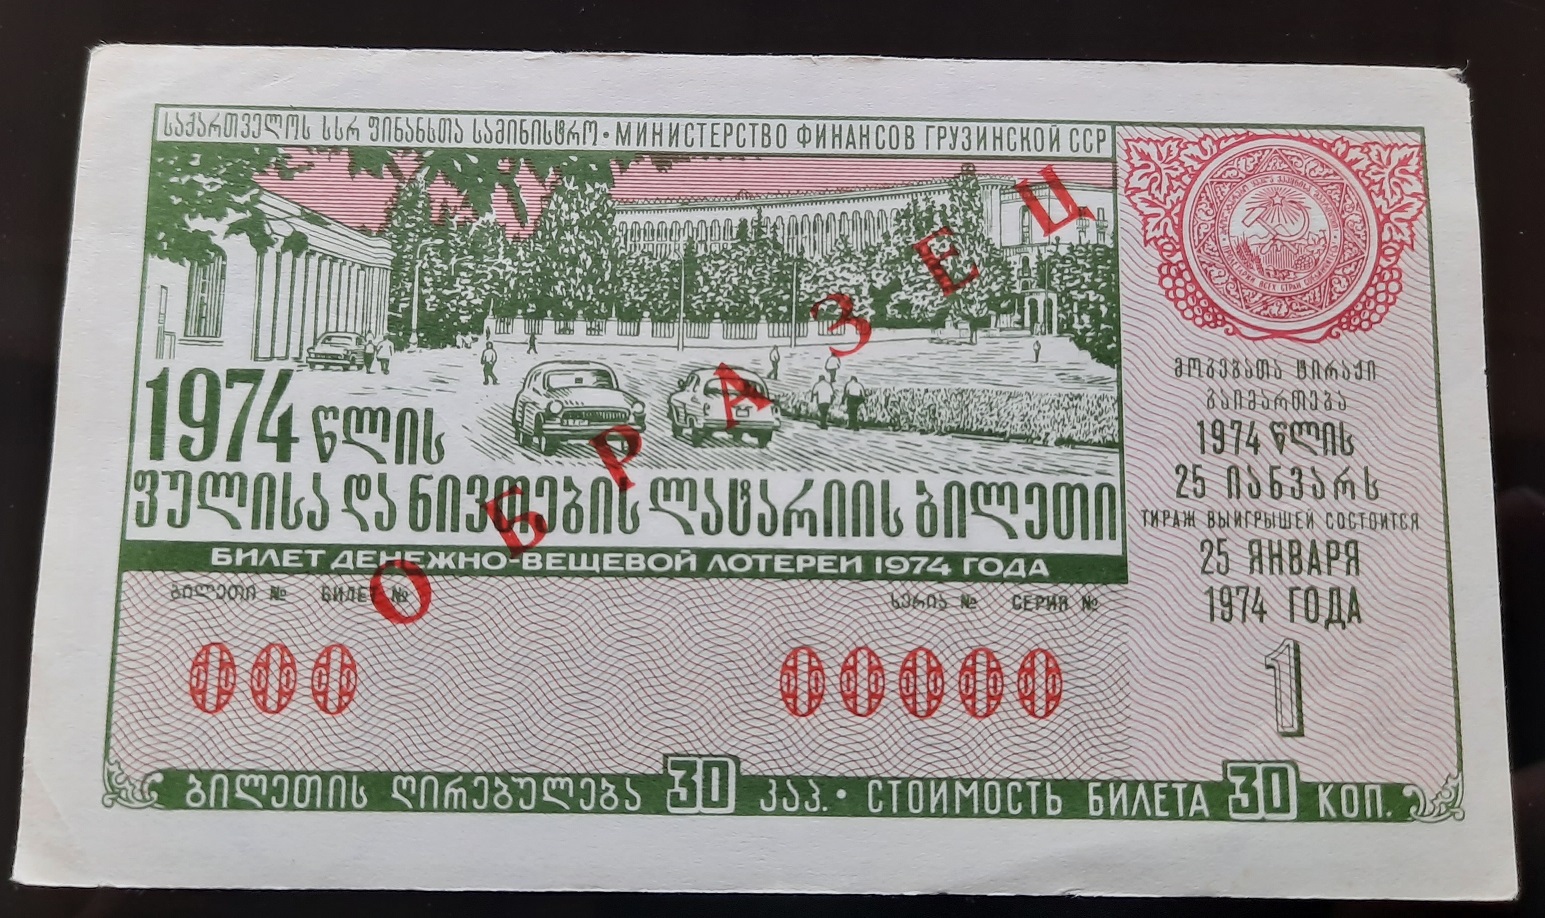 საქართველოს სსრ ფინანსთა სამინისტრო • МИНИСТЕРСТВО ФИНАНСОВ ГРУЗИНСКОЙ ССР
1974 წლის
ფულისა და ნივთების ლატარიის ბილეთი
БИЛЕТ ДЕНЕЖНО-ВЕЩЕВОЙ ЛОТЕРЕИ 1974 ГОДА
ОБРАЗЕЦ
ბილეთი № БИЛЕТ № სერია № СЕРИЯ №
000 00000
მოგებათა ტირაჟი
გაიმართება
1974 წლის
25 იანვარს
ТИРАЖ ВЫИГРЫШЕЙ СОСТОИТСЯ
25 ЯНВАРЯ
1974 ГОДА
1
ბილეთის ღირებულება 30 კაპ. • СТОИМОСТЬ БИЛЕТА 30 КОП.